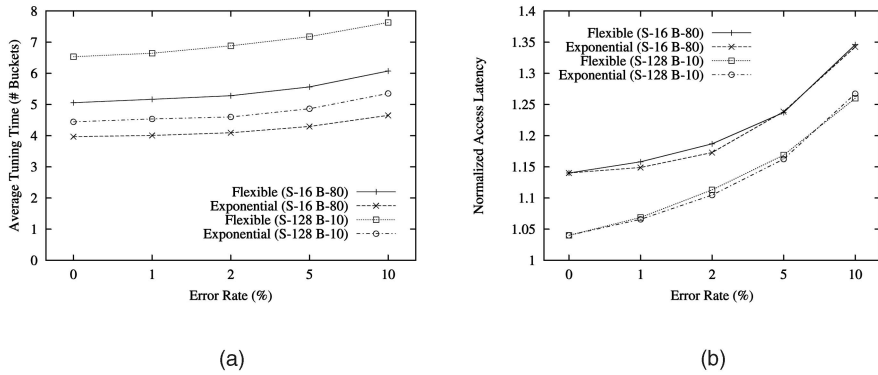 8
7
6
5
4
3
2
1
0
Average Tuning Time (# Buckets)
Flexible (S-16 B-80)
Exponential (S-16 B-80)
Flexible (S-128 B-10)
Exponential (S-128 B-10)
0 1 2 5 10
Error Rate (%)
(a)
1.4
1.35
1.3
1.25
1.2
1.15
1.1
1.05
1
Normalized Access Latency
Flexible (S-16 B-80)
Exponential (S-16 B-80)
Flexible (S-128 B-10)
Exponential (S-128 B-10)
0 1 2 5 10
Error Rate (%)
(b)